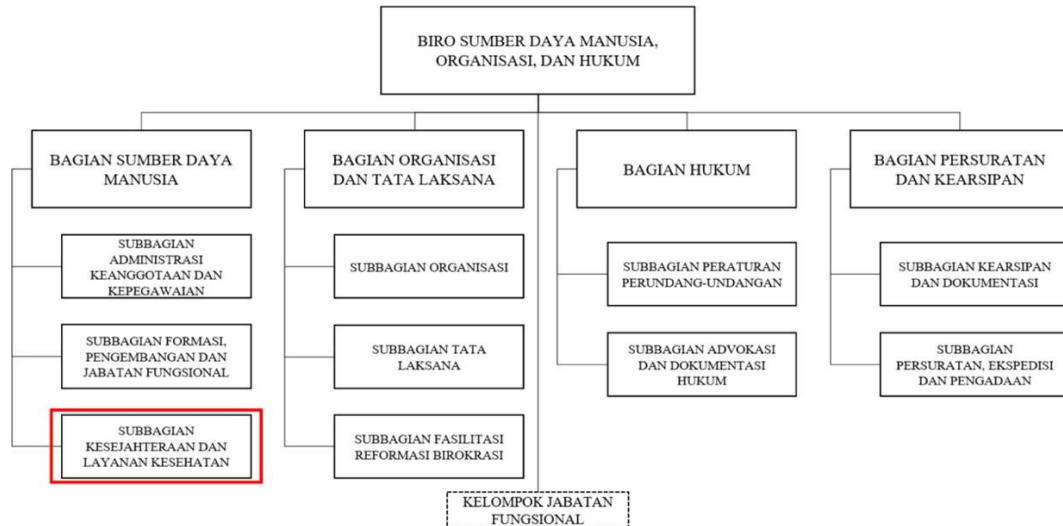 BIRO SUMBER DAYA MANUSIA,
ORGANISASI, DAN HUKUM
BAGIAN SUMBER DAYA
MANUSIA
SUBBAGIAN
ADMINISTRASI
KEANGGOTAAN DAN
KEPEGAWAIAN
SUBBAGIAN FORMASI,
PENGEMBANGAN DAN
JABATAN FUNGSIONAL
SUBBAGIAN
KESEJAHTERAAN DAN
LAYANAN KESEHATAN
BAGIAN ORGANISASI
DAN TATA LAKSANA
SUBBAGIAN ORGANISASI
SUBBAGIAN TATA
LAKSANA
SUBBAGIAN FASILITASI
REFORMASI BIROKRASI
BAGIAN HUKUM
SUBBAGIAN PERATURAN
PERUNDANG-UNDANGAN
SUBBAGIAN ADVOKASI
DAN DOKUMENTASI
HUKUM
BAGIAN PERSURATAN
DAN KEARSIPAN
SUBBAGIAN KEARSIPAN
DAN DOKUMENTASI
SUBBAGIAN
PERSURATAN, EKSPEDISI
DAN PENGADAAN
KELOMPOK JABATAN
FUNGSIONAL